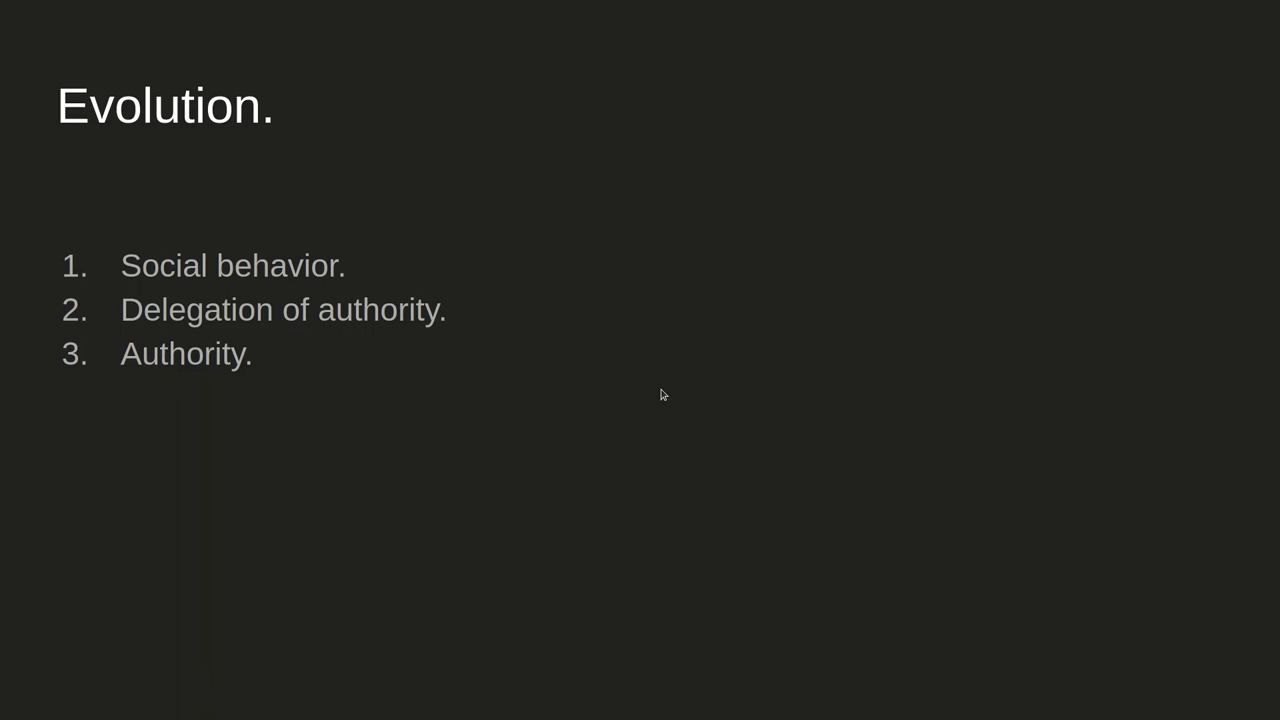 Evolution.
1. Social behavior.
2. Delegation of authority.
3. Authority.